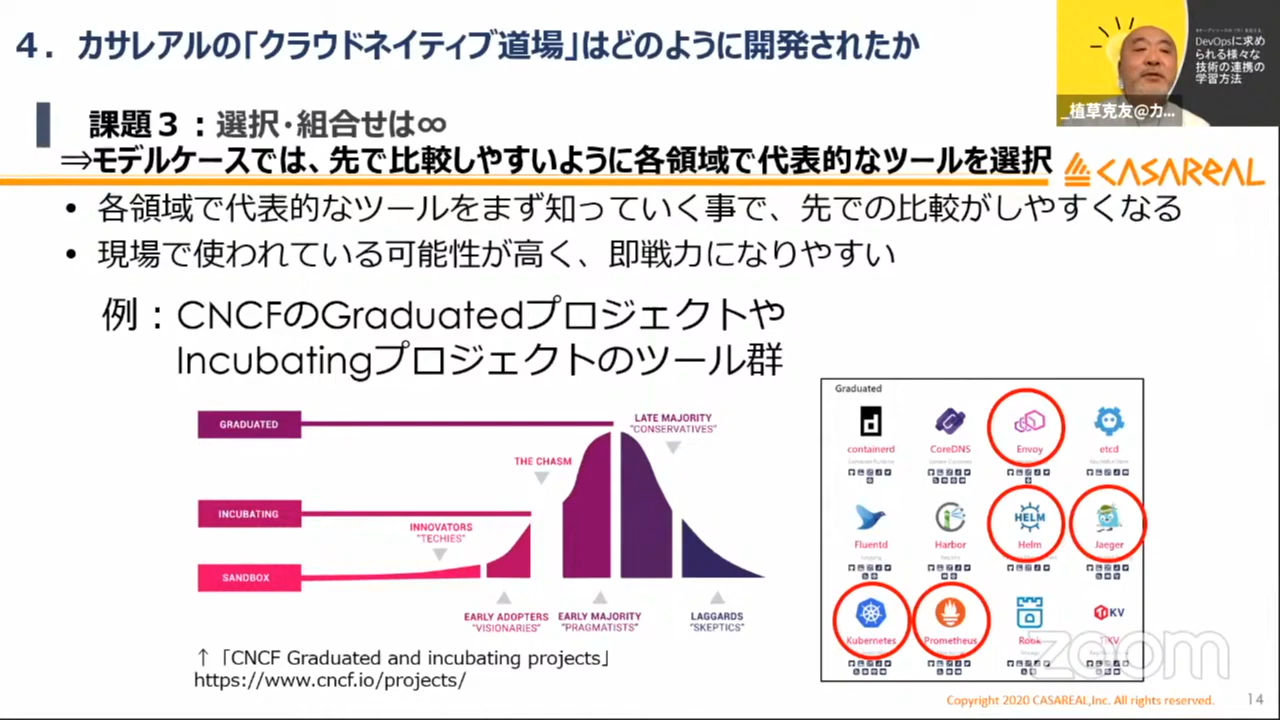 ４．カサレアルの「クラウドネイティブ道場」はどのように開発されたか
DevOpsに求め
られる様々な
技術の連携の
学習方法
_植草克友@カ...
課題３：選択･組合せは∞
⇒モデルケースでは、先で比較しやすいように各領域で代表的なツールを選択
CASAREAL
• 各領域で代表的なツールをまず知っていく事で、先での比較がしやすくなる
• 現場で使われている可能性が高く、即戦力になりやすい
例：CNCFのGraduatedプロジェクトや
Incubatingプロジェクトのツール群
GRADUATED
LATE MAJORITY
"CONSERVATIVES"
THE CHASM
INCUBATING
INNOVATORS
"TECHIES"
SANDBOX
EARLY ADOPTERS
"VISIONARIES"
EARLY MAJORITY
"PRAGMATISTS"
LAGGARDS
"SKEPTICS"
↑「CNCF Graduated and incubating projects」
https://www.cncf.io/projects/
Graduated
containerd
CoreDNS
Envoy
etcd
Fluentd
Harbor
HELM
Helm
Jaeger
Kubernetes
Prometheus
Rook
TiKV
zoom
Copyright 2020 CASAREAL,Inc. All rights reserved.
14